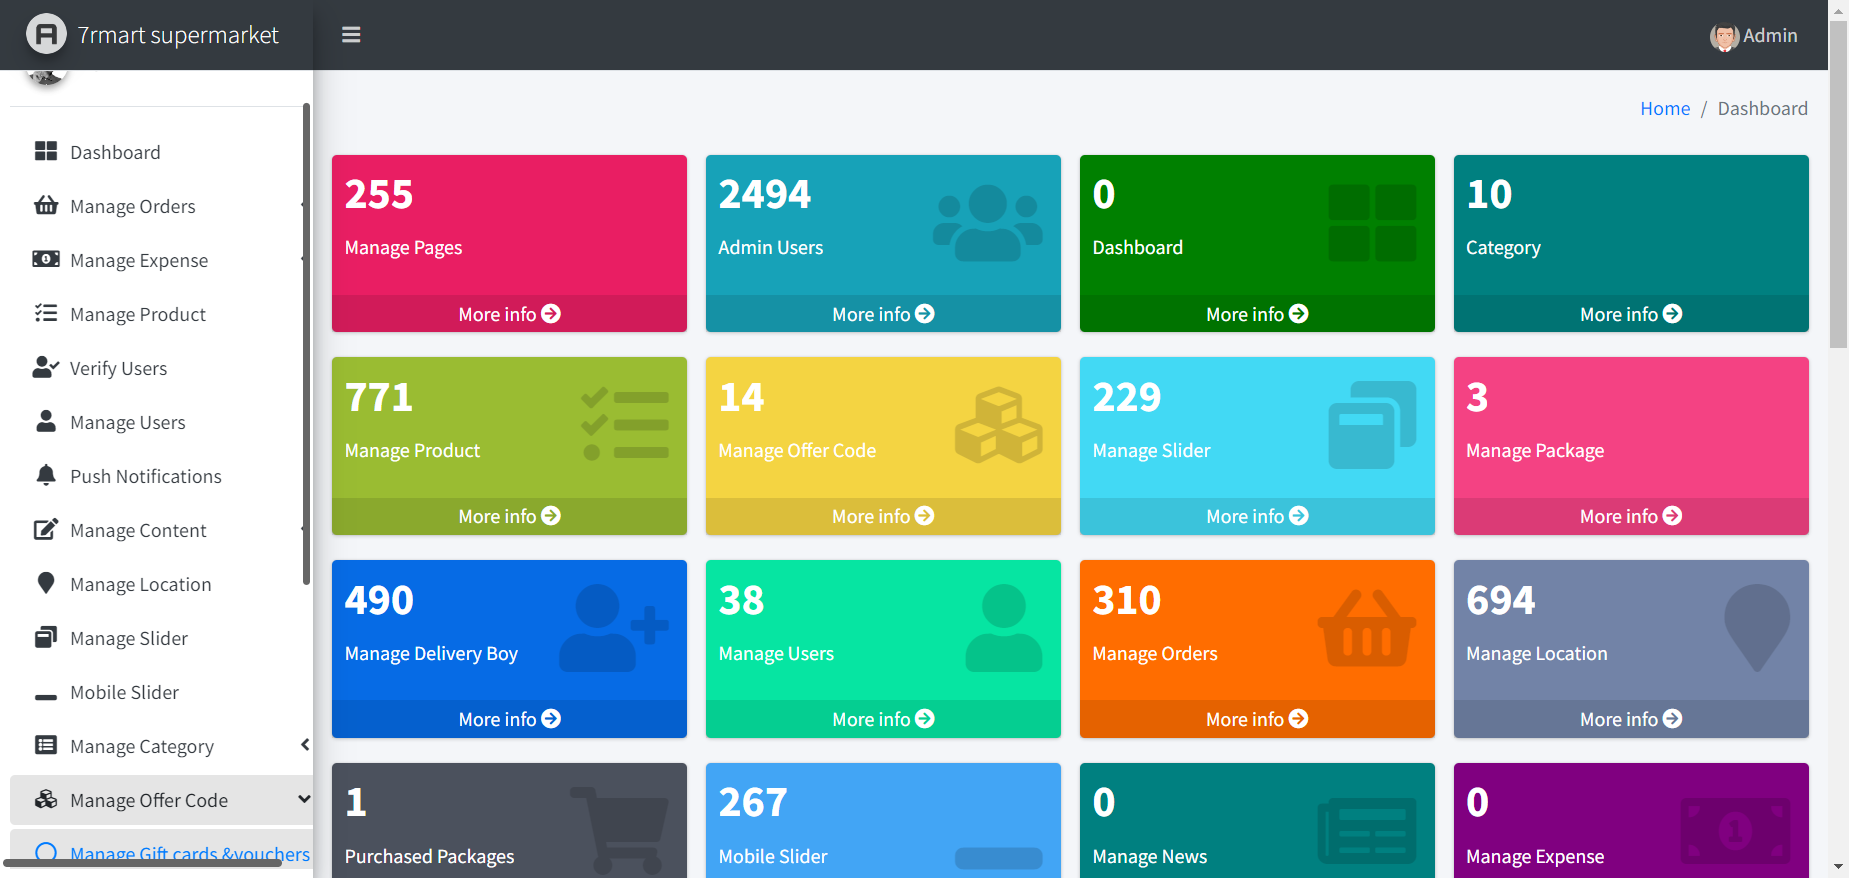 7rmart supermarket
Admin
Home / Dashboard
Dashboard
Manage Orders
Manage Expense
Manage Product
Verify Users
Manage Users
Push Notifications
Manage Content
Manage Location
Manage Slider
Mobile Slider
Manage Category
Manage Offer Code
Manage Gift cards &vouchers
255
Manage Pages
More info
2494
Admin Users
More info
0
Dashboard
More info
10
Category
More info
771
Manage Product
More info
14
Manage Offer Code
More info
229
Manage Slider
More info
3
Manage Package
More info
490
Manage Delivery Boy
More info
38
Manage Users
More info
310
Manage Orders
More info
694
Manage Location
More info
1
Purchased Packages
267
Mobile Slider
0
Manage News
0
Manage Expense